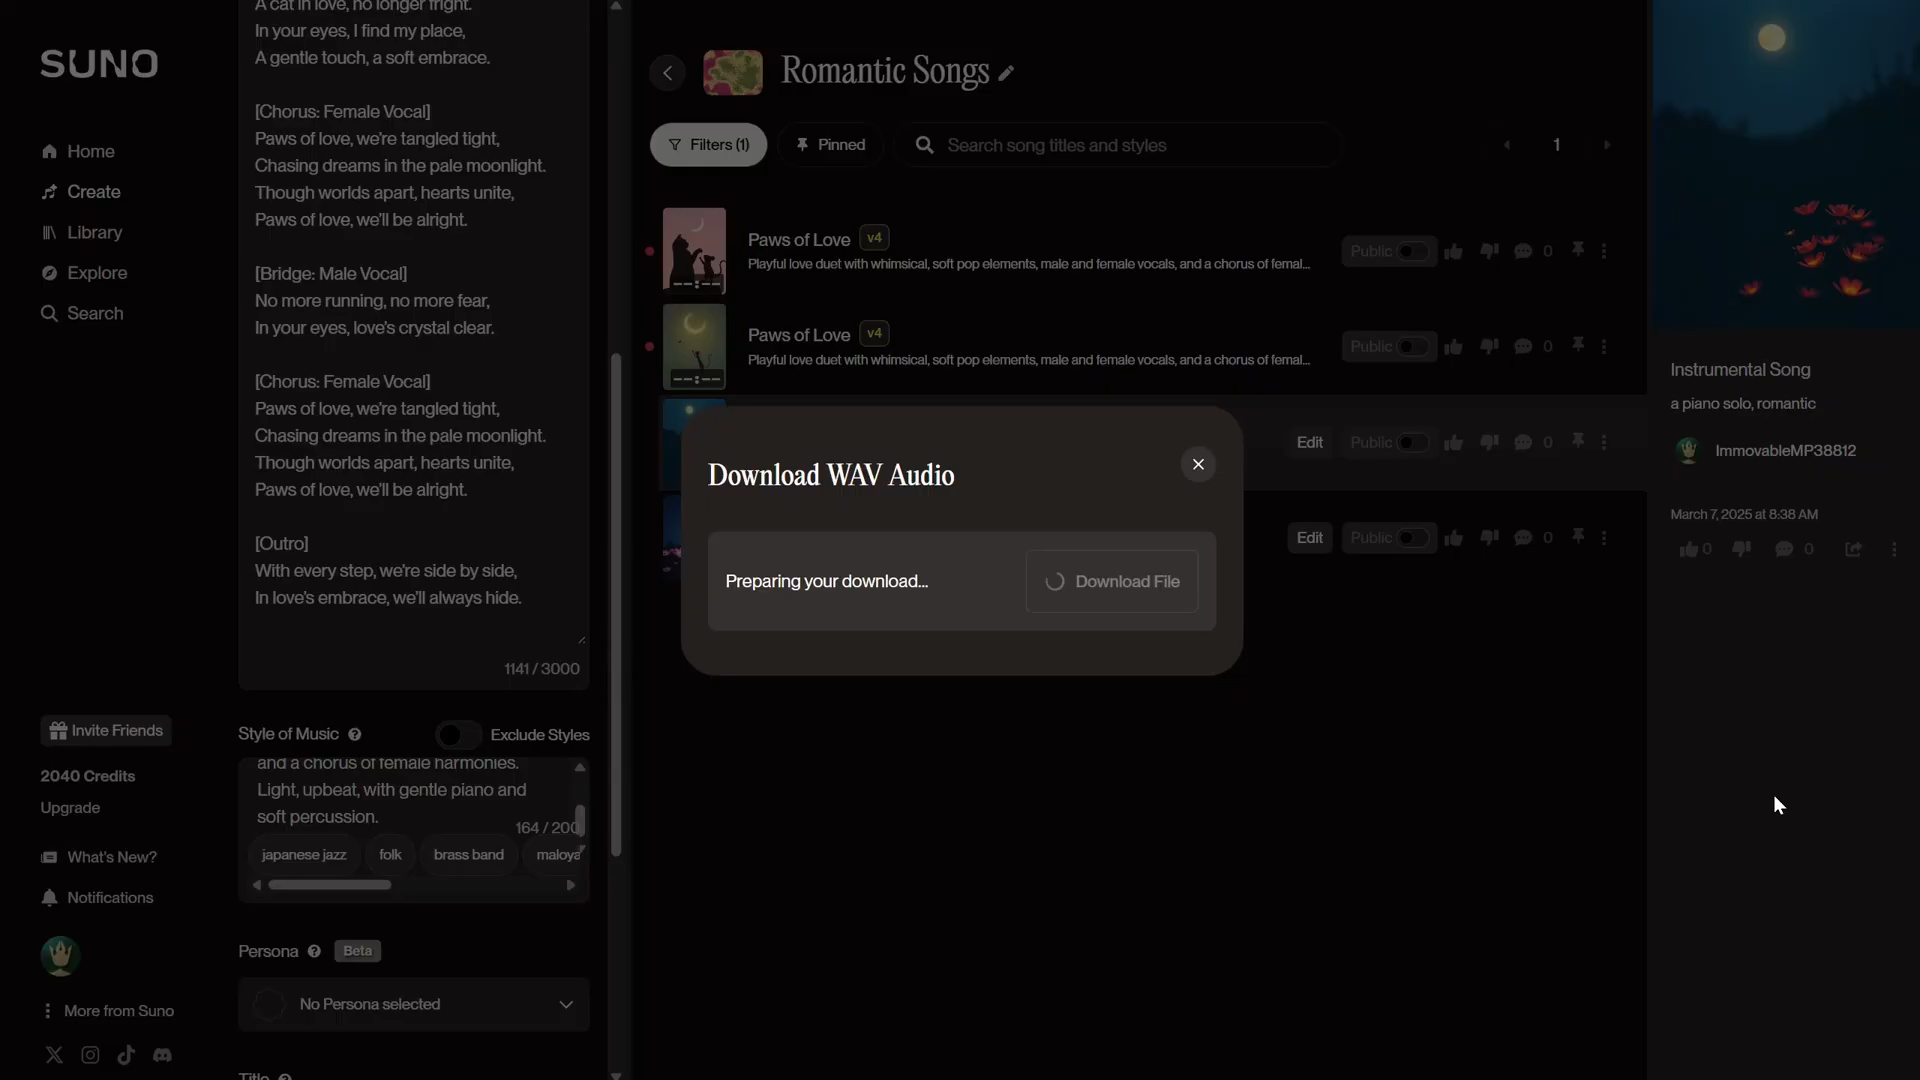 SUNO
Home
Create
Library
Explore
Search
Invite Friends
2040 Credits
Upgrade
What's New?
Notifications
More from Suno
A cat in love, no longer fright.
In your eyes, I find my place,
A gentle touch, a soft embrace.
[Chorus: Female Vocal]
Paws of love, we're tangled tight,
Chasing dreams in the pale moonlight.
Though worlds apart, hearts unite,
Paws of love, we'll be alright.
[Bridge: Male Vocal]
No more running, no more fear,
In your eyes, love's crystal clear.
[Chorus: Female Vocal]
Paws of love, we're tangled tight,
Chasing dreams in the pale moonlight.
Though worlds apart, hearts unite,
Paws of love, we'll be alright.
[Outro]
With every step, we're side by side,
In love's embrace, we'll always hide.
1141 / 3000
Style of Music
Exclude Styles
and a chorus of female harmonies.
Light, upbeat, with gentle piano and
soft percussion.
164 / 200
japanese jazz folk brass band maloya
Persona Beta
No Persona selected
Title
Romantic Songs
Filters (1) Pinned Search song titles and styles 1
Paws of Love v4
Playful love duet with whimsical, soft pop elements, male and female vocals, and a chorus of femal...
Public 0
--:--
Paws of Love v4
Playful love duet with whimsical, soft pop elements, male and female vocals, and a chorus of femal...
Public 0
--:--
Edit Public 0
Edit Public 0
Download WAV Audio
Preparing your download...
Download File
Instrumental Song
a piano solo, romantic
ImmovableMP38812
March 7, 2025 at 8:38 AM
0 0